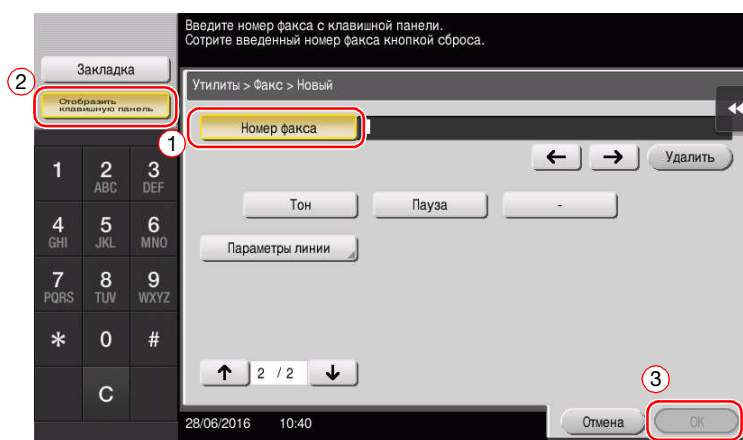 Введите номер факса с клавишной панели.
Сотрите введенный номер факса кнопкой сброса.
2
Закладка
Отобразить
клавишную панель
Утилиты > Факс > Новый
1
Номер факса
← → Удалить
Тон Пауза -
Параметры линии
1 2 ABC 3 DEF
4 GHI 5 JKL 6 MNO
7 PQRS 8 TUV 9 WXYZ
* 0 #
C
↑ 2 / 2 ↓
3
28/06/2016 10:40
Отмена OK